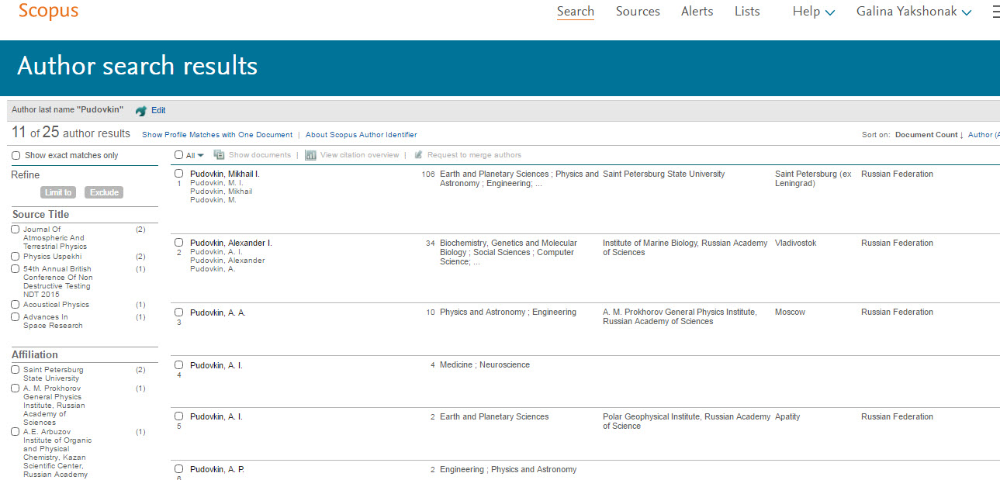 Scopus
Search Sources Alerts Lists Help Galina Yakshonak
Author search results
Author last name "Pudovkin" Edit
11 of 25 author results Show Profile Matches with One Document | About Scopus Author Identifier Sort on: Document Count Author (A
Show exact matches only
Refine
Limit to Exclude
Source Title
Journal Of
Atmospheric And
Terrestrial Physics
(2)
Physics Uspekhi (2)
54th Annual British
Conference Of Non
Destructive Testing
NDT 2015
(1)
Acoustical Physics (1)
Advances In
Space Research
(1)
Affiliation
Saint Petersburg
State University
(2)
A. M. Prokhorov
General Physics
Institute, Russian
Academy of
Sciences
(1)
A.E. Arbuzov
Institute of Organic
and Physical
Chemistry, Kazan
Scientific Center,
Russian Academy
(1)
All Show documents | View citation overview | Request to merge authors
1
Pudovkin, Mikhail I.
Pudovkin, M. I.
Pudovkin, Mikhail
Pudovkin, M.
106
Earth and Planetary Sciences ; Physics and
Astronomy ; Engineering; ...
Saint Petersburg State University
Saint Petersburg (ex
Leningrad)
Russian Federation
2
Pudovkin, Alexander I.
Pudovkin, A. I.
Pudovkin, Alexander
Pudovkin, A.
34
Biochemistry, Genetics and Molecular
Biology ; Social Sciences ; Computer
Science; ...
Institute of Marine Biology, Russian Academy
of Sciences
Vladivostok
Russian Federation
3
Pudovkin, A. A.
10
Physics and Astronomy ; Engineering
A. M. Prokhorov General Physics Institute,
Russian Academy of Sciences
Moscow
Russian Federation
4
Pudovkin, A. I.
4
Medicine ; Neuroscience
5
Pudovkin, A. I.
2
Earth and Planetary Sciences
Polar Geophysical Institute, Russian Academy
of Science
Apatity
Russian Federation
6
Pudovkin, A. P.
2
Engineering ; Physics and Astronomy